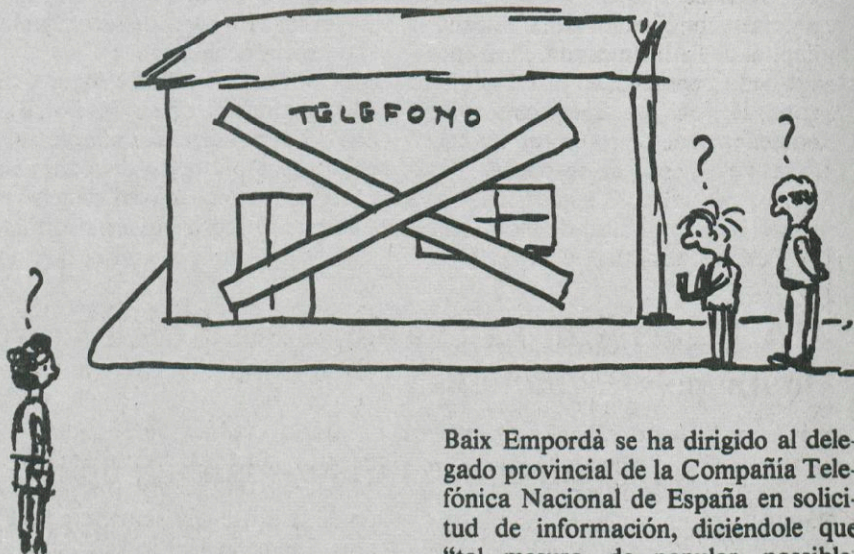 TELEFONO
?
?
?
Baix Empordà se ha dirigido al dele-
gado provincial de la Compañía Tele-
fónica Nacional de España en solici-
tud de información, diciéndole que